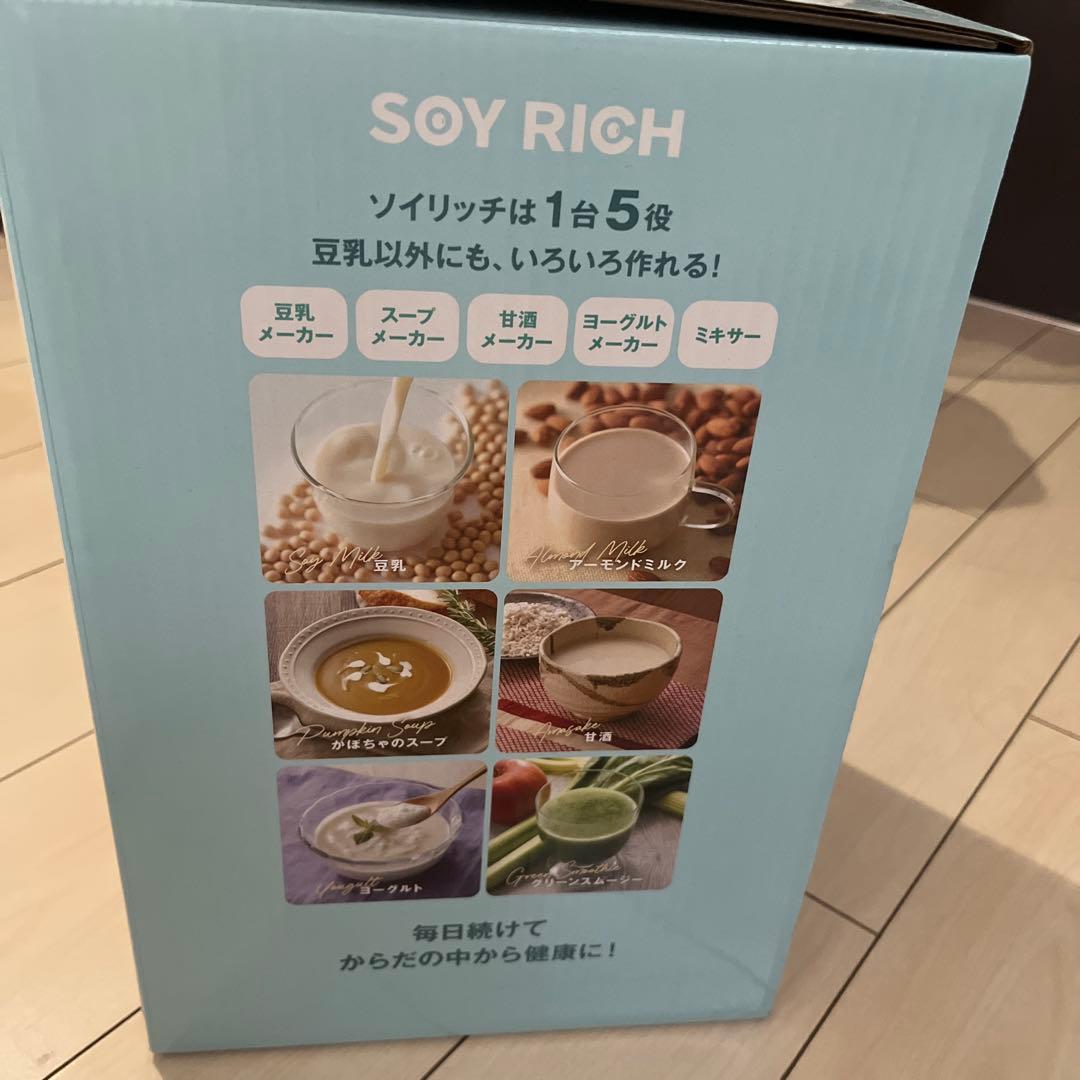 SOY RICH
ソイリッチは1台5役
豆乳以外にも、いろいろ作れる!
豆乳
メーカー
スープ
メーカー
甘酒
メーカー
ヨーグルト
メーカー
ミキサー
Soy Milk
豆乳
Almond Milk
アーモンドミルク
Pumpkin Soup
かぼちゃのスープ
Amasake
甘酒
Yougult
ヨーグルト
Green Smoothie
グリーンスムージー
毎日続けて
からだの中から健康に!